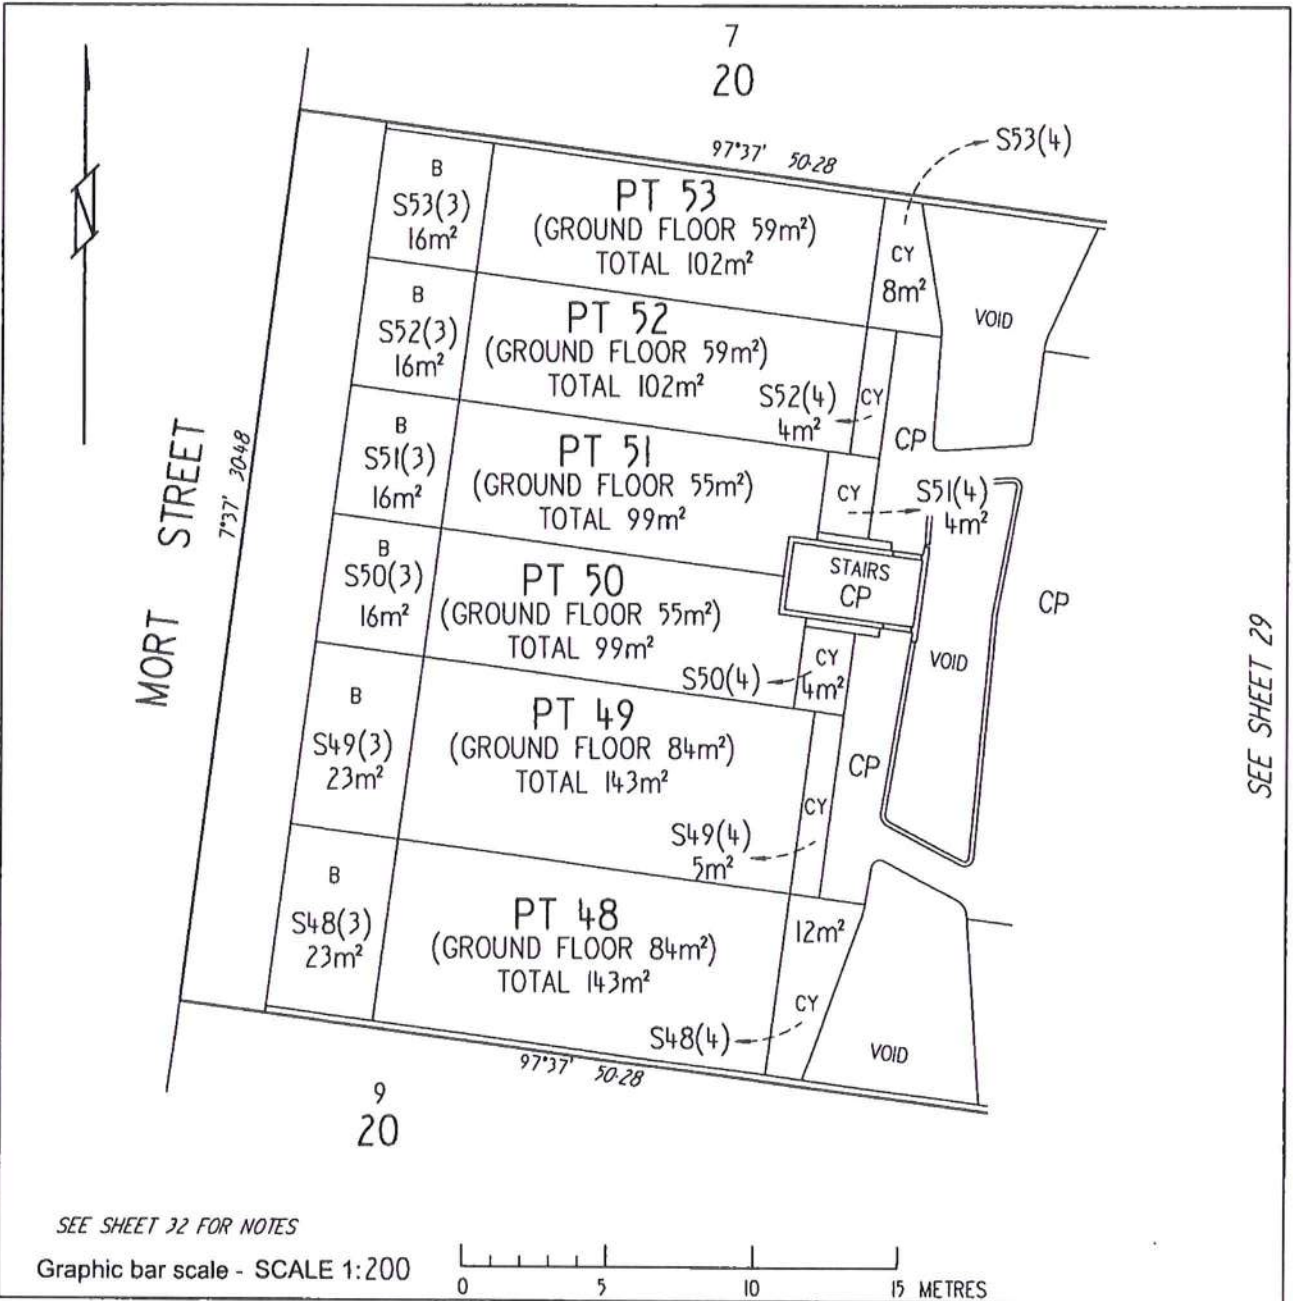 7
20
97°37' 50·28
S53(4)
B
S53(3)
16m²
PT 53
(GROUND FLOOR 59m²)
TOTAL 102m²
CY
8m²
VOID
B
S52(3)
16m²
PT 52
(GROUND FLOOR 59m²)
TOTAL 102m²
S52(4)
4m²
CY
CP
B
S51(3)
16m²
PT 51
(GROUND FLOOR 55m²)
TOTAL 99m²
CY
S51(4)
4m²
STAIRS
CP
CP
B
S50(3)
16m²
PT 50
(GROUND FLOOR 55m²)
TOTAL 99m²
S50(4)
CY
4m²
VOID
MORT STREET
7°37' 30·48
SEE SHEET 29
B
S49(3)
23m²
PT 49
(GROUND FLOOR 84m²)
TOTAL 143m²
S49(4)
5m²
CY
CP
B
S48(3)
23m²
PT 48
(GROUND FLOOR 84m²)
TOTAL 143m²
12m²
CY
S48(4)
VOID
97°37' 50·28
9
20
SEE SHEET 32 FOR NOTES
Graphic bar scale - SCALE 1:200
0 5 10 15 METRES